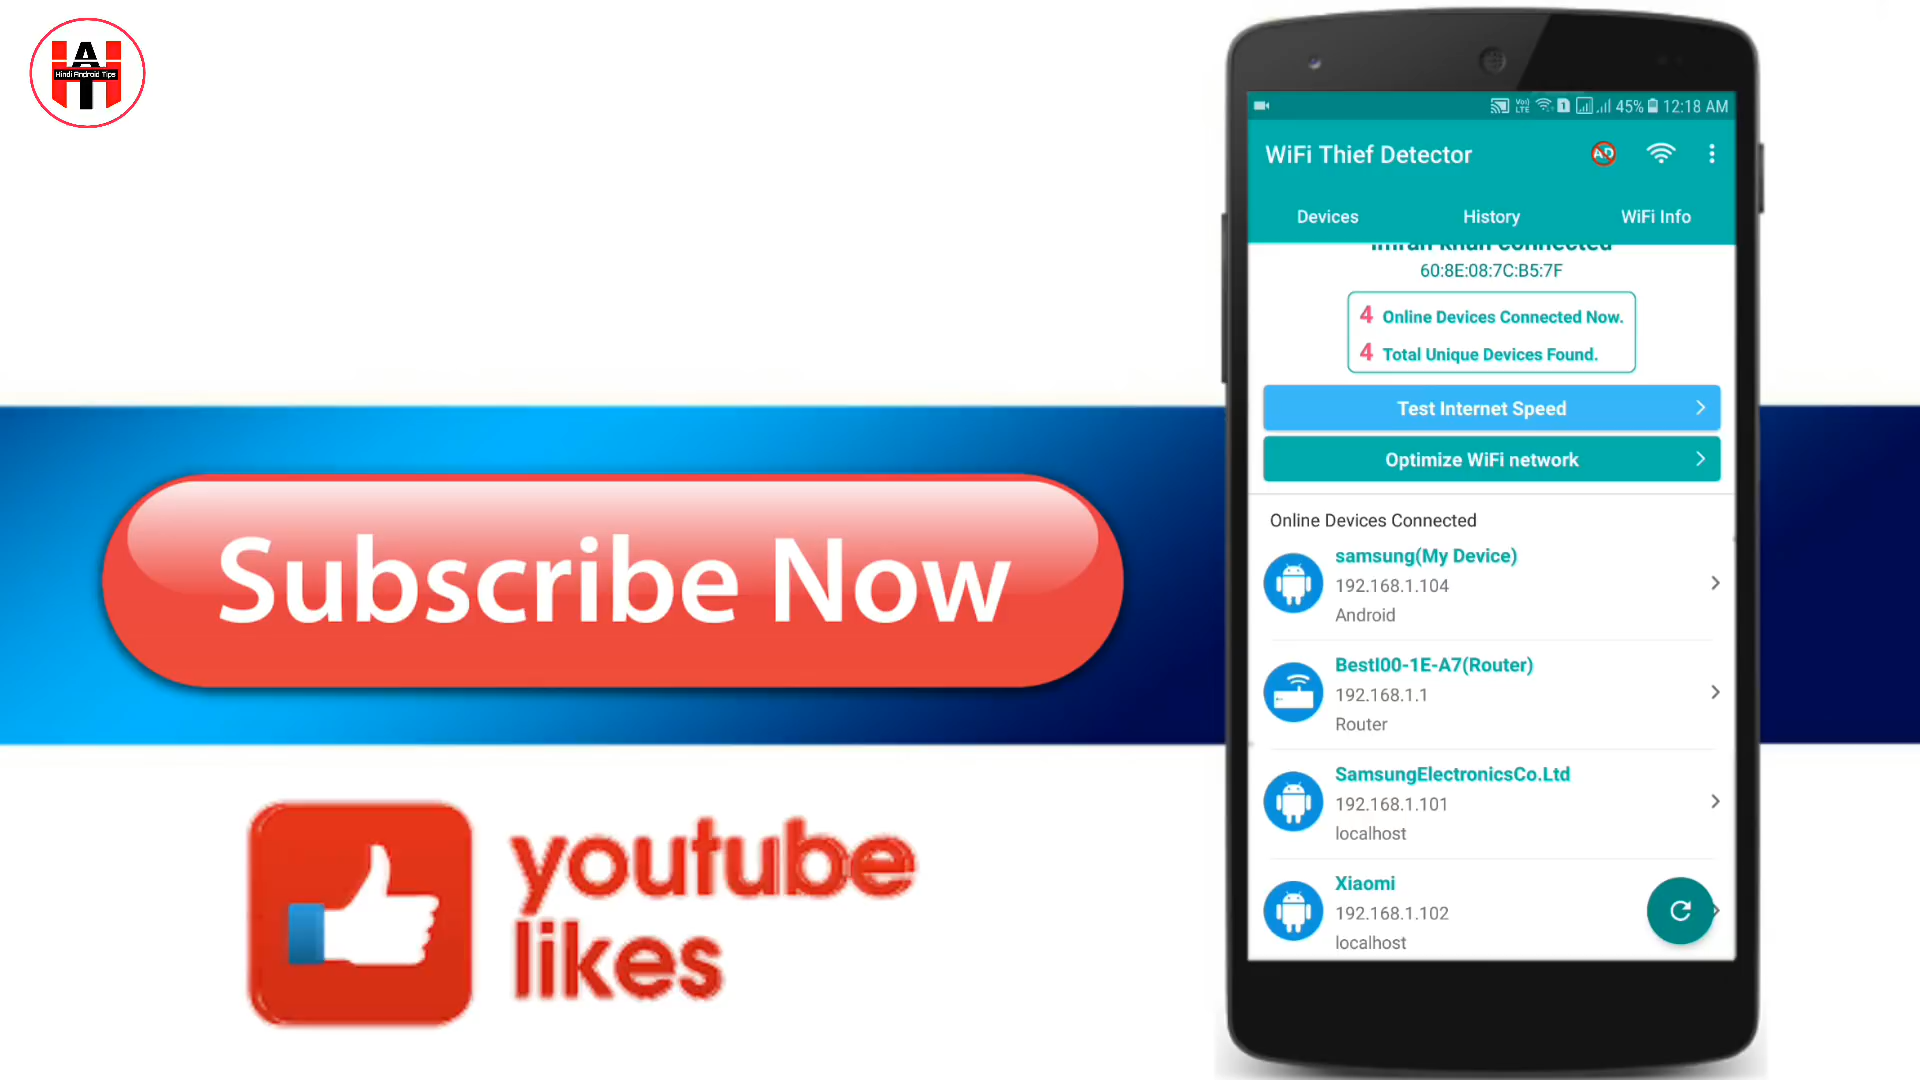 Hindi Android Tips
Subscribe Now
youtube
likes
45% 12:18 AM
WiFi Thief Detector
Devices History WiFi Info
imran khan connected
60:8E:08:7C:B5:7F
4 Online Devices Connected Now.
4 Total Unique Devices Found.
Test Internet Speed
Optimize WiFi network
Online Devices Connected
samsung(My Device)
192.168.1.104
Android
Bestl00-1E-A7(Router)
192.168.1.1
Router
SamsungElectronicsCo.Ltd
192.168.1.101
localhost
Xiaomi
192.168.1.102
localhost